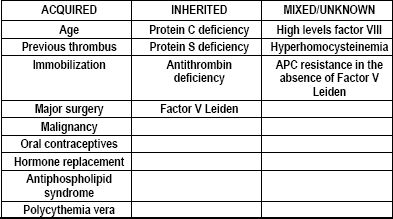 ACQUIRED INHERITED MIXED/UNKNOWN
Age Protein C deficiency High levels factor VIII
Previous thrombus Protein S deficiency Hyperhomocysteinemia
Immobilization Antithrombin APC resistance in the
deficiency absence of Factor V
Leiden
Major surgery Factor V Leiden
Malignancy
Oral contraceptives
Hormone replacement
Antiphospholipid
syndrome
Polycythemia vera